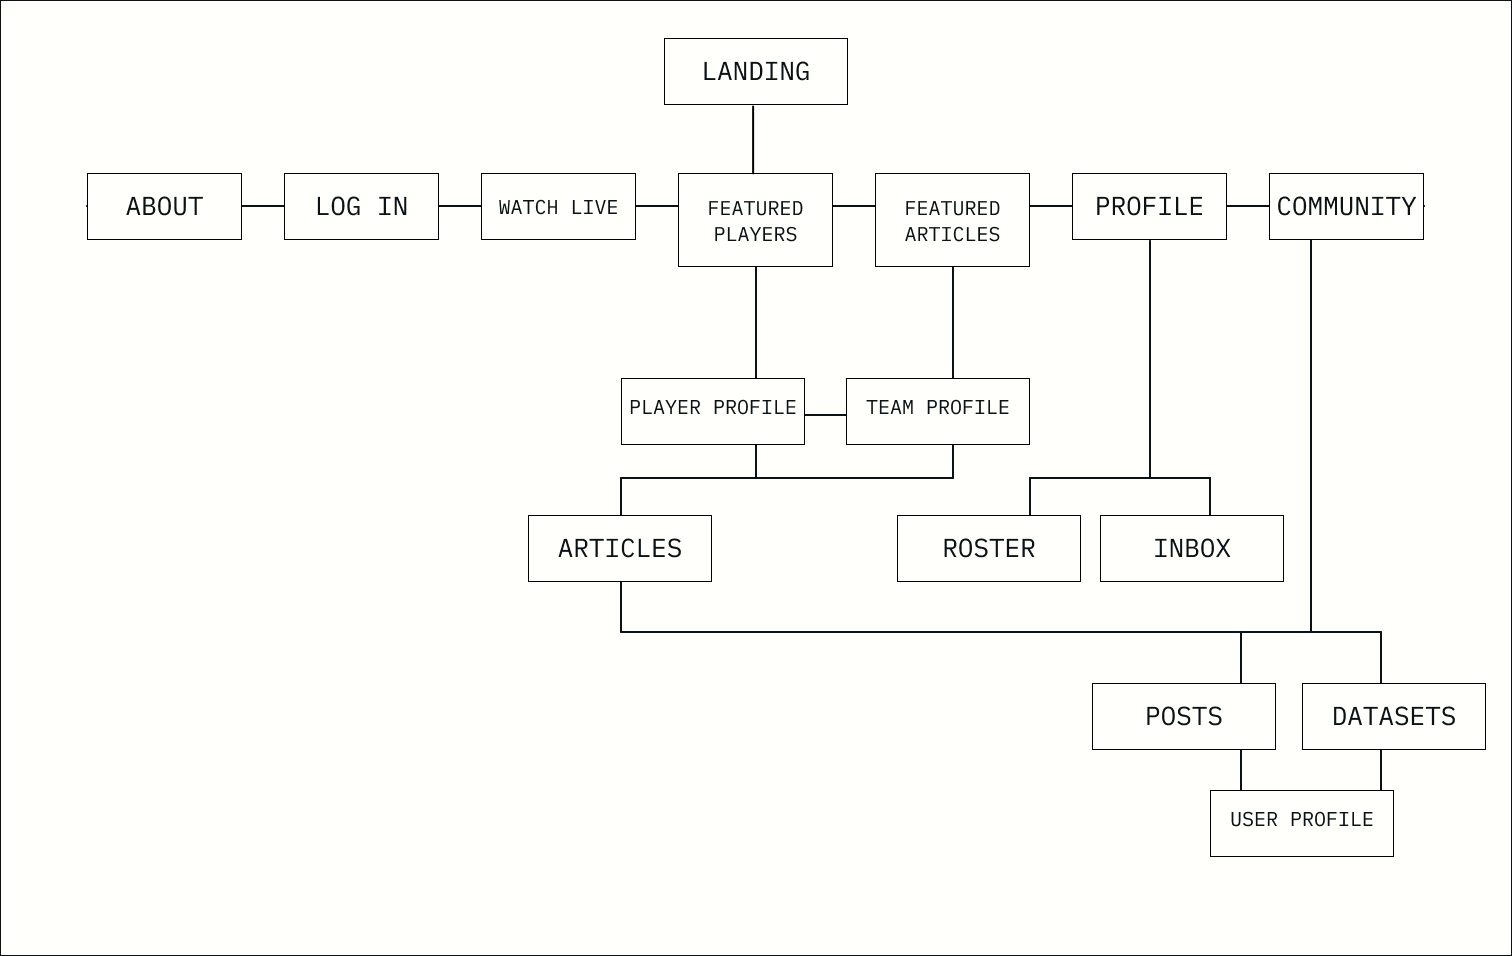 LANDING
ABOUT
LOG IN
WATCH LIVE
FEATURED
PLAYERS
FEATURED
ARTICLES
PROFILE
COMMUNITY
PLAYER PROFILE
TEAM PROFILE
ARTICLES
ROSTER
INBOX
POSTS
DATASETS
USER PROFILE